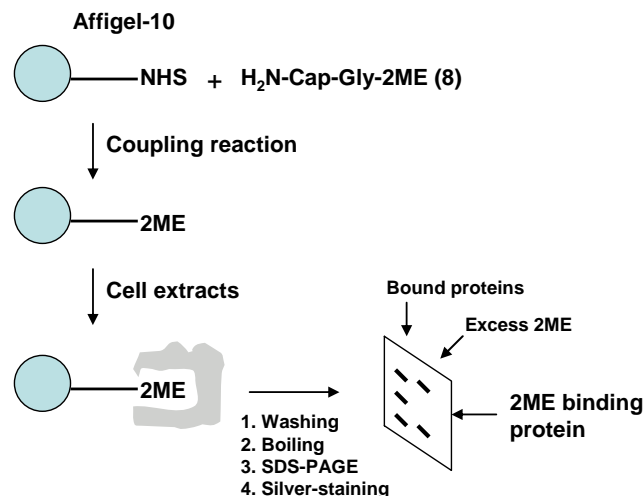 Affigel-10
NHS + H₂N-Cap-Gly-2ME (8)
Coupling reaction
2ME
Cell extracts
Bound proteins
Excess 2ME
2ME
1. Washing
2. Boiling
3. SDS-PAGE
4. Silver-staining
2ME binding
protein